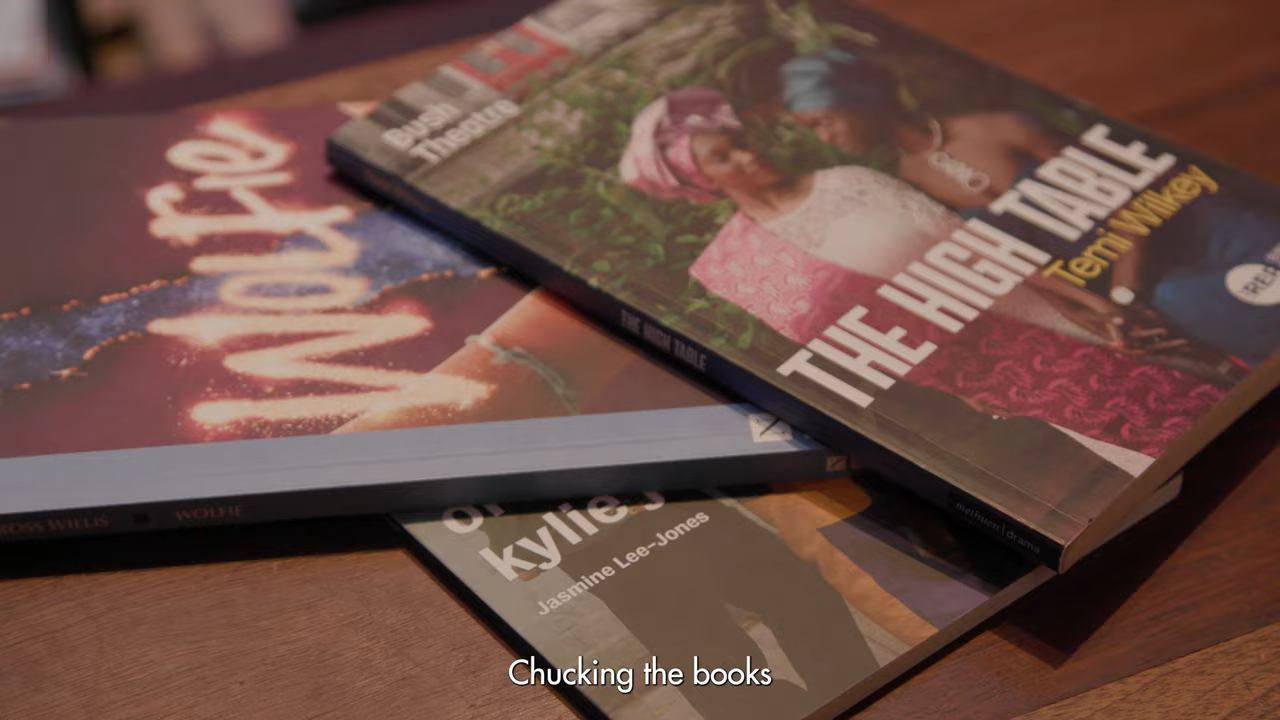 Bush
Theatre
Wolfie
THE HIGH TABLE
Temi Wilkey
THE HIGH TABLE
methuen | drama
ROSS WILLIS
WOLFIE
kylie j
Jasmine Lee-Jones
Chucking the books